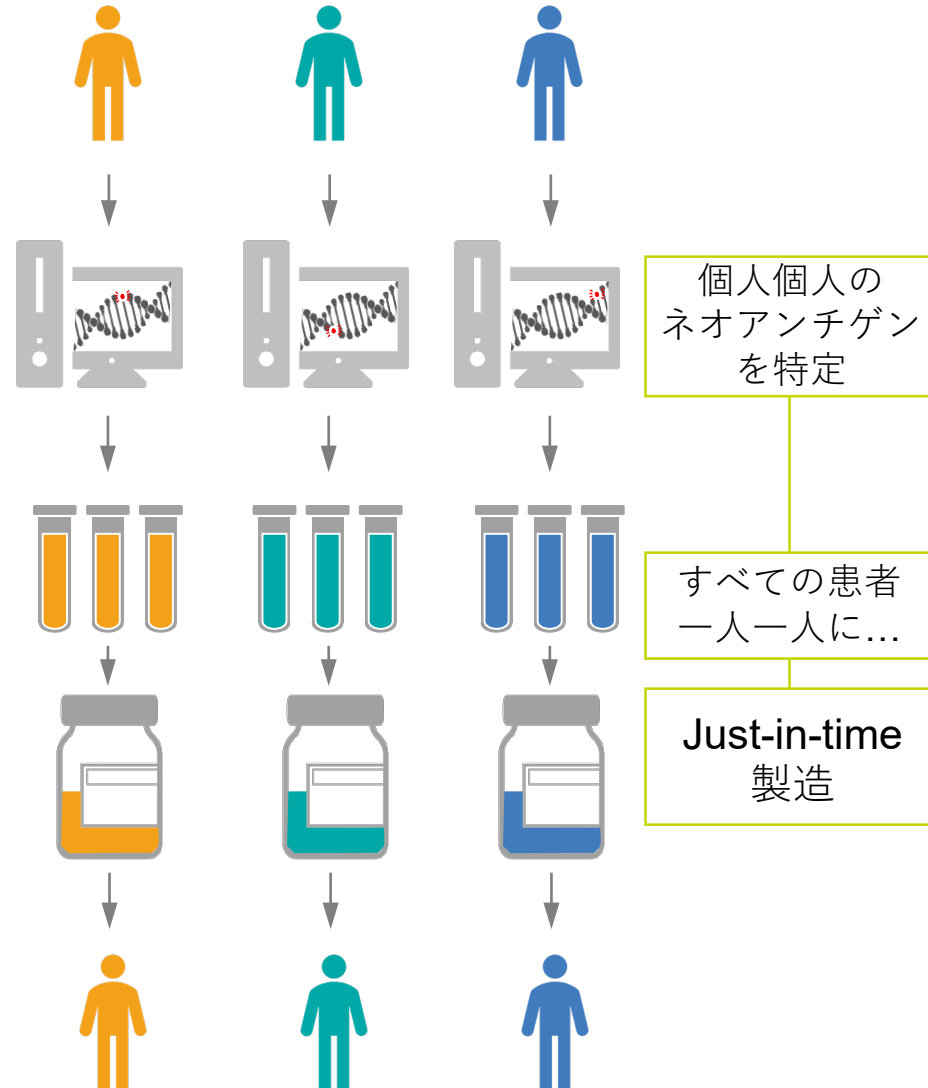 個人個人の
ネオアンチゲン
を特定
すべての患者
一人一人に...
Just-in-time
製造